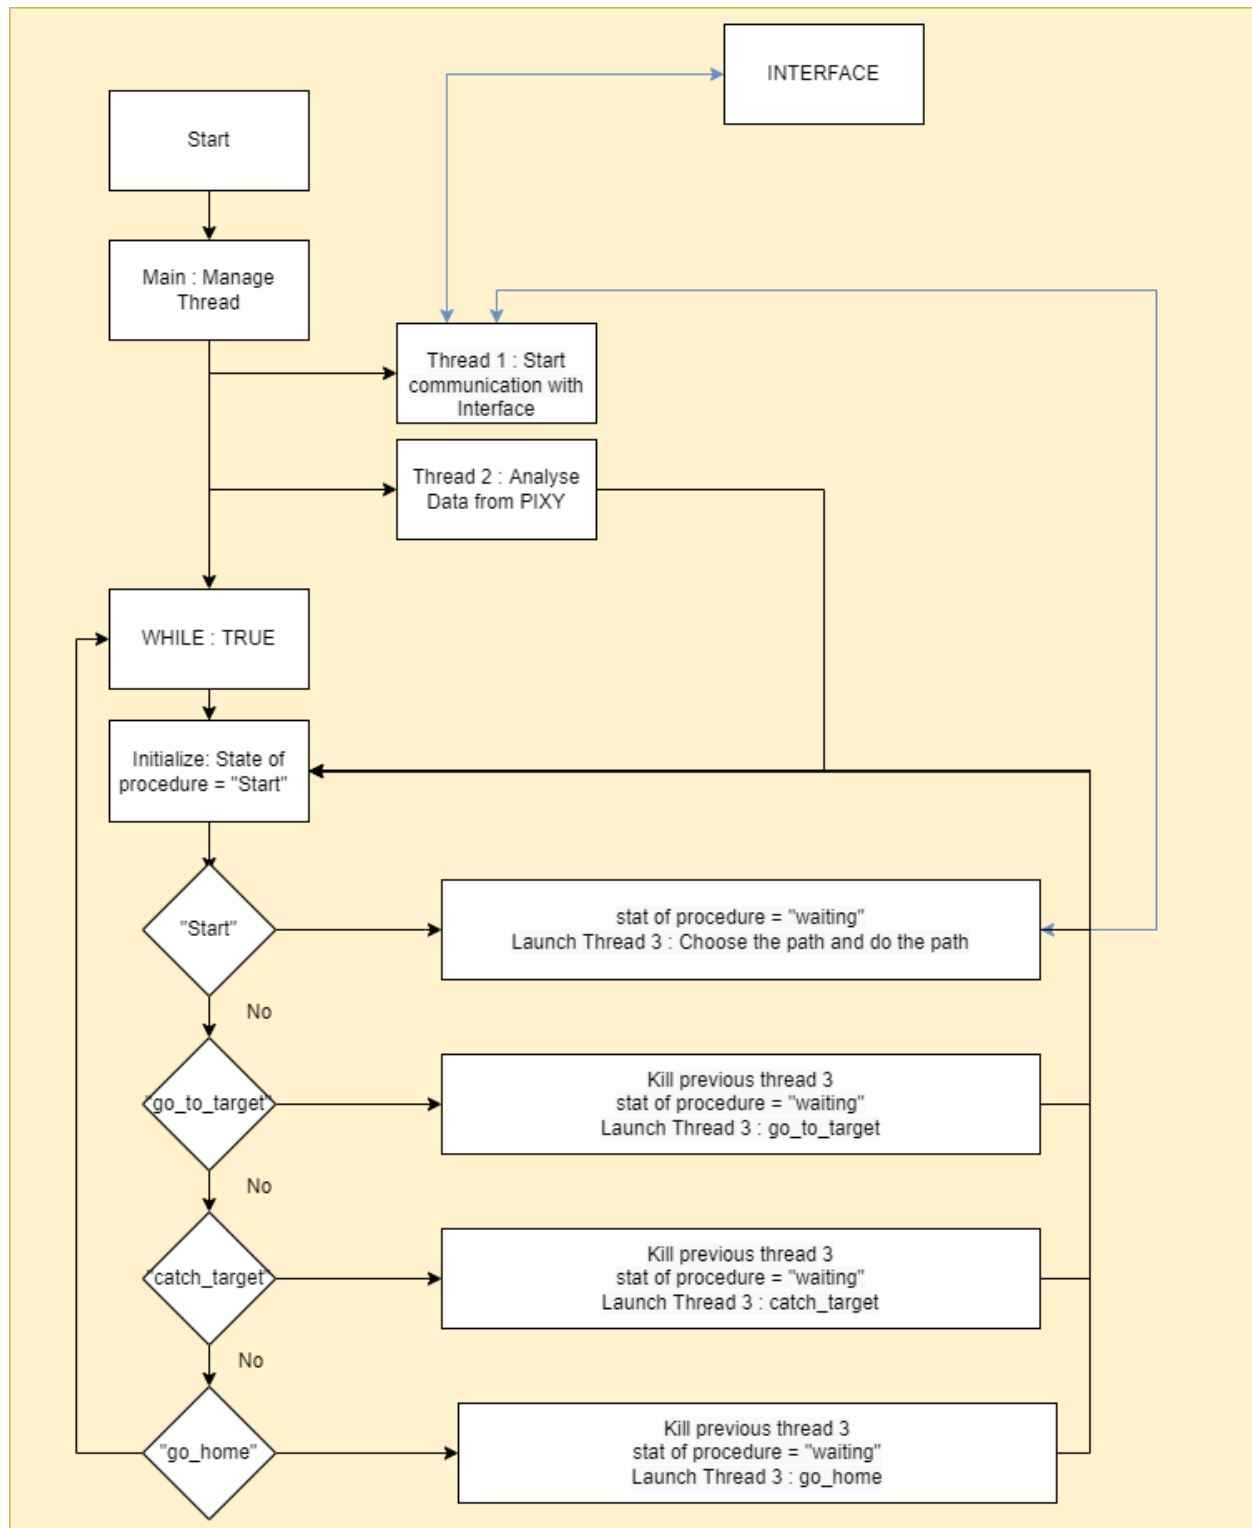 INTERFACE
Start
Main : Manage
Thread
Thread 1 : Start
communication with
Interface
Thread 2 : Analyse
Data from PIXY
WHILE : TRUE
Initialize: State of
procedure = "Start"
"Start"
stat of procedure = "waiting"
Launch Thread 3 : Choose the path and do the path
No
"go_to_target"
Kill previous thread 3
stat of procedure = "waiting"
Launch Thread 3 : go_to_target
No
"catch_target"
Kill previous thread 3
stat of procedure = "waiting"
Launch Thread 3 : catch_target
No
"go_home"
Kill previous thread 3
stat of procedure = "waiting"
Launch Thread 3 : go_home